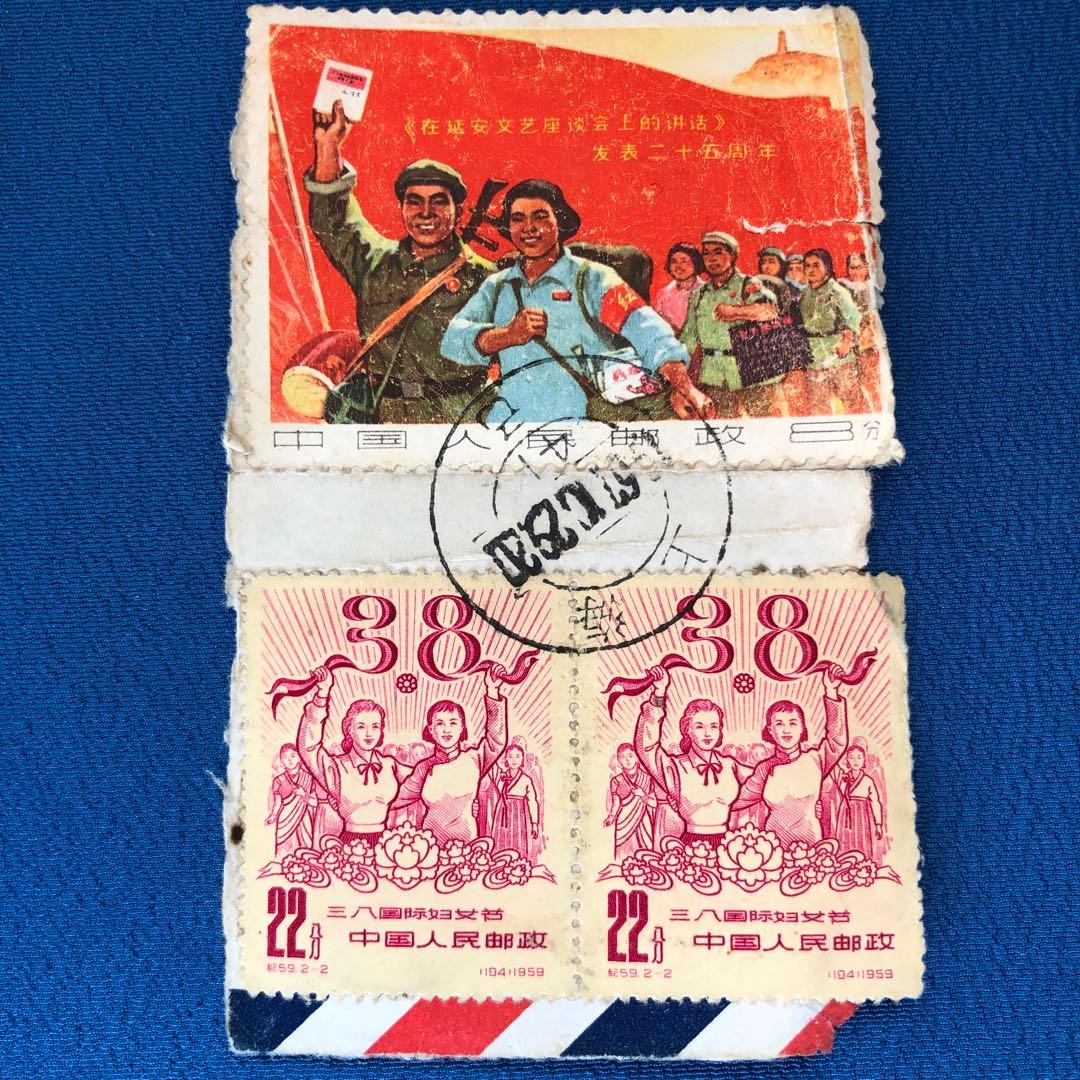 《在延安文艺座谈会上的讲话》
发表二十五周年
中国人民邮政 8分
上海
3.8
22分
三八国际妇女节
中国人民邮政
纪59.2-2
(194)1959
3.8
22分
三八国际妇女节
中国人民邮政
纪59.2-2
(194)1959